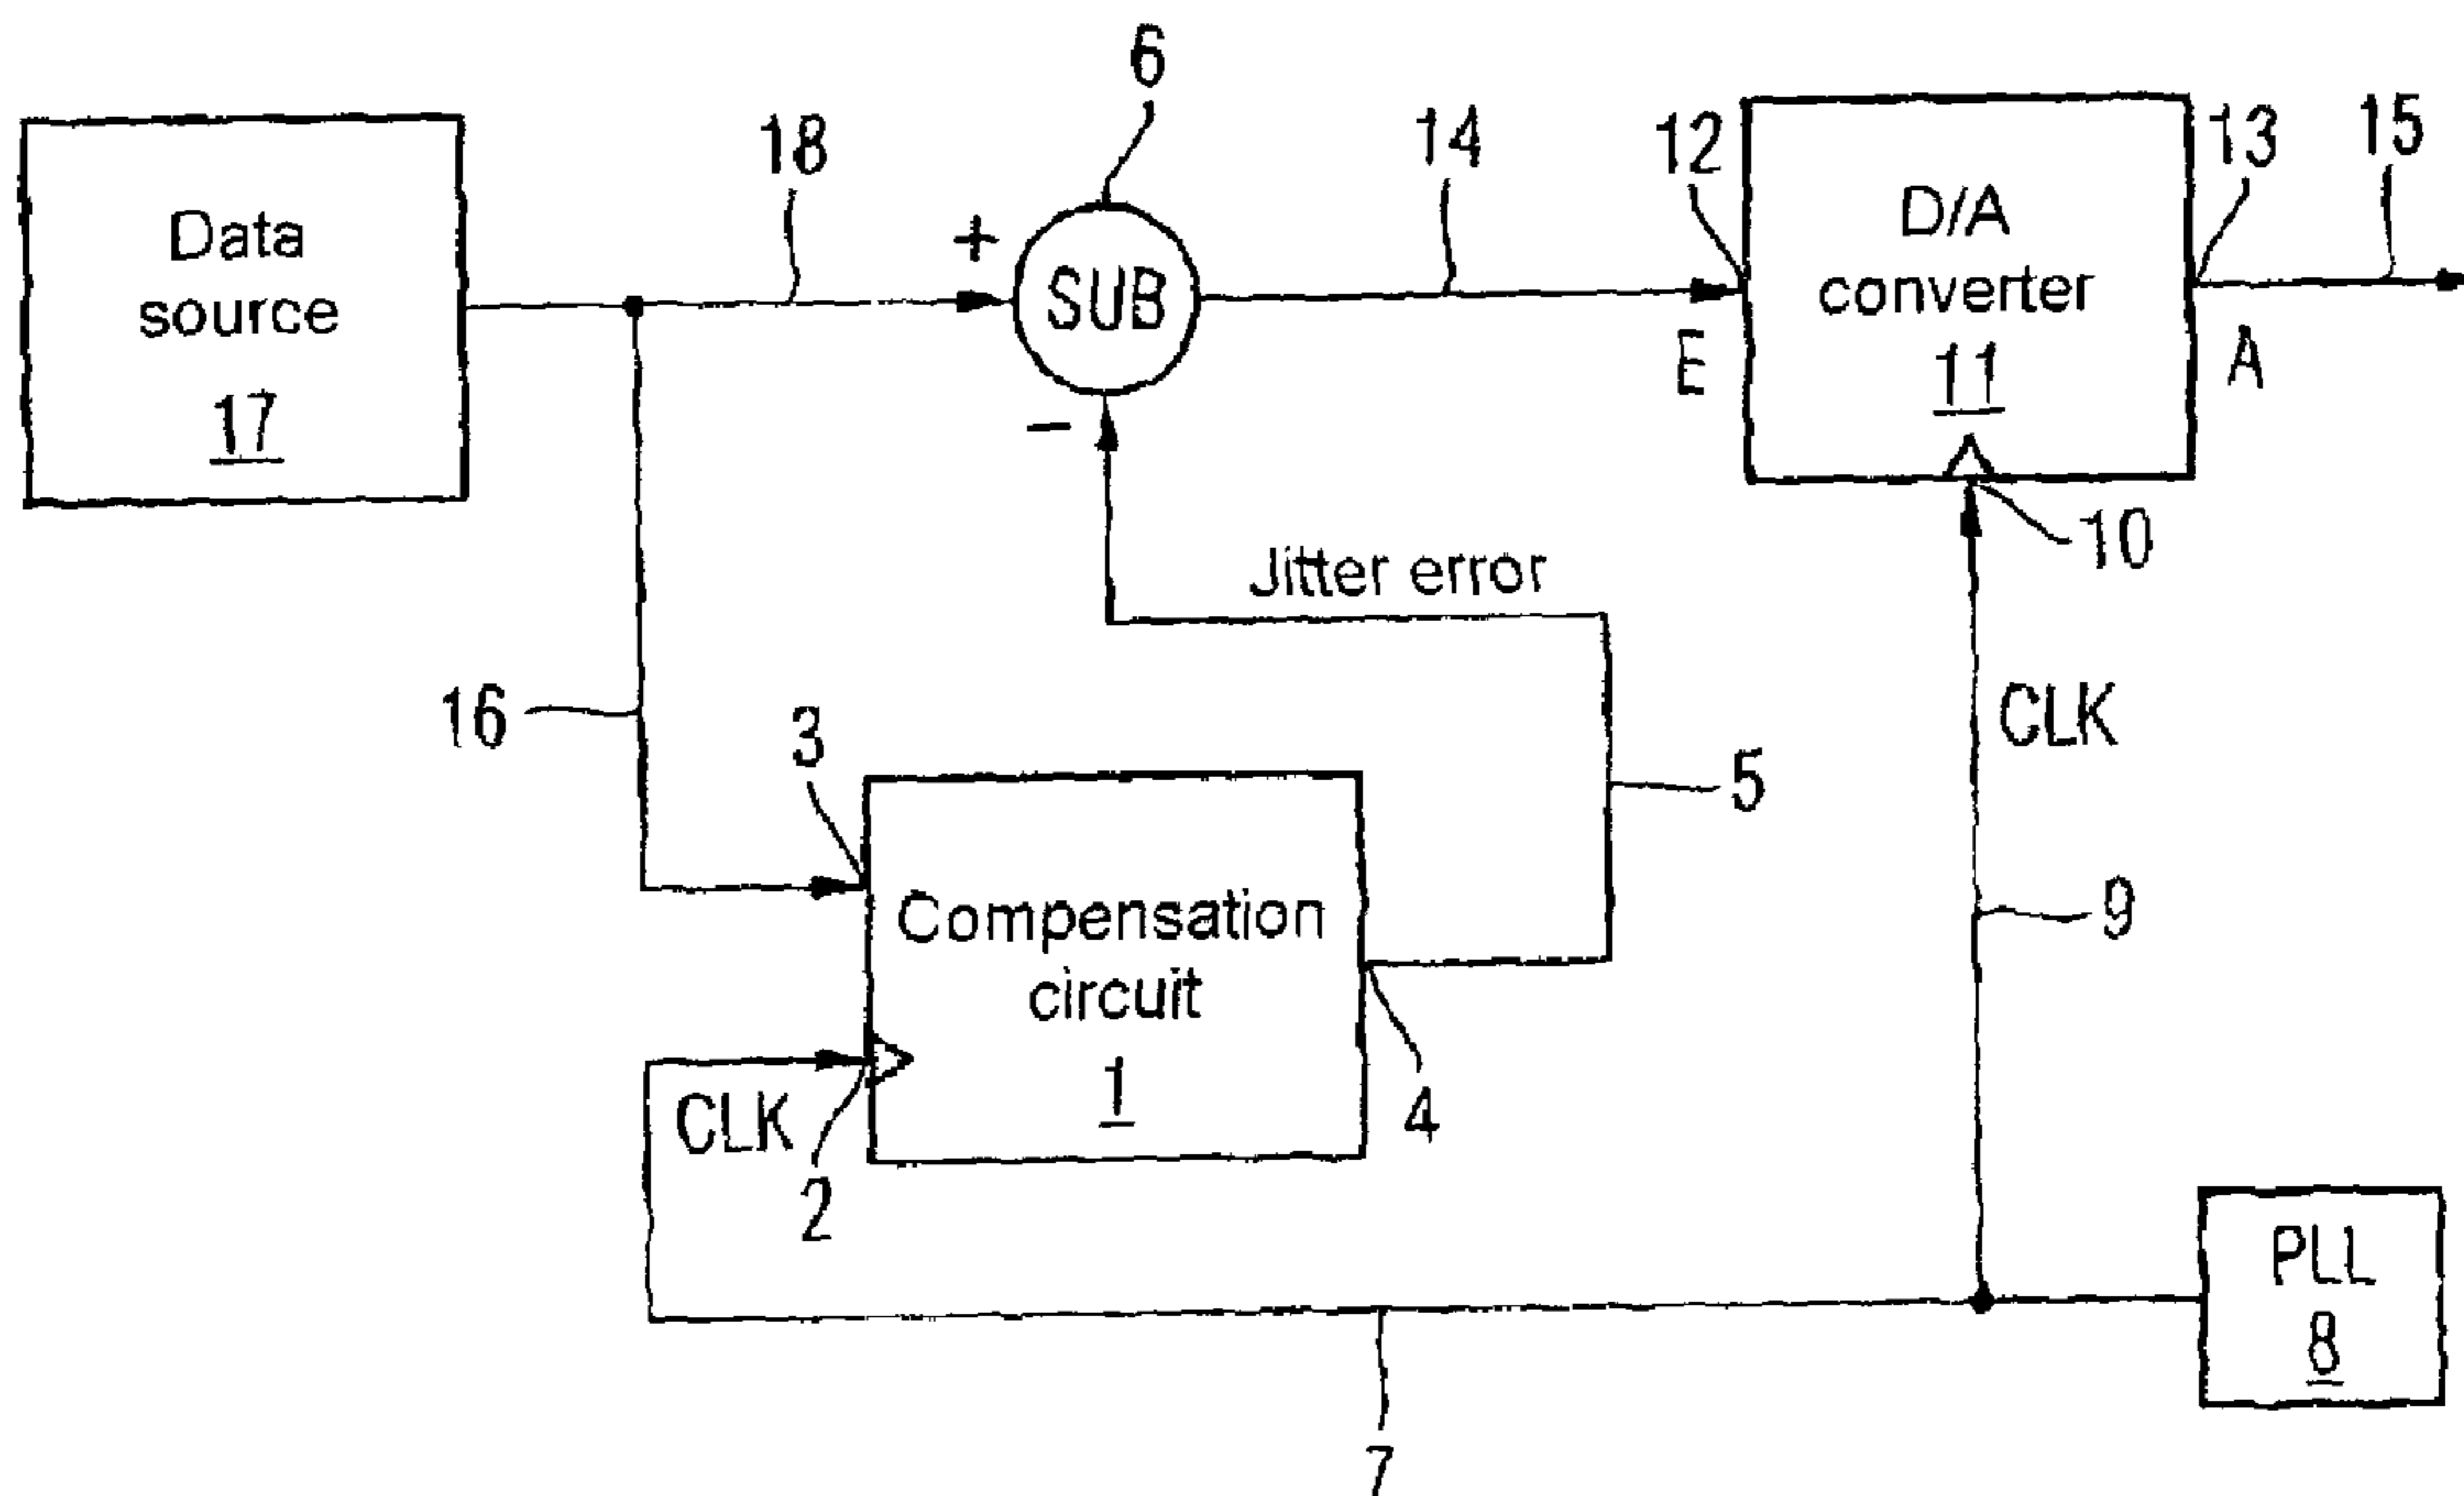 6
18
14
12
13
15
Data
source
17
+
SUB
D/A
converter
11
E
A
−
10
Jitter error
16
3
CLK
5
9
Compensation
circuit
1
CLK
2
4
PLL
8
7